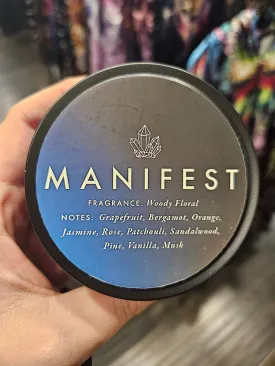 MANIFEST
FRAGRANCE: Woody Floral
NOTES: Grapefruit, Bergamot, Orange,
Jasmine, Rose, Patchouli, Sandalwood,
Pine, Vanilla, Musk